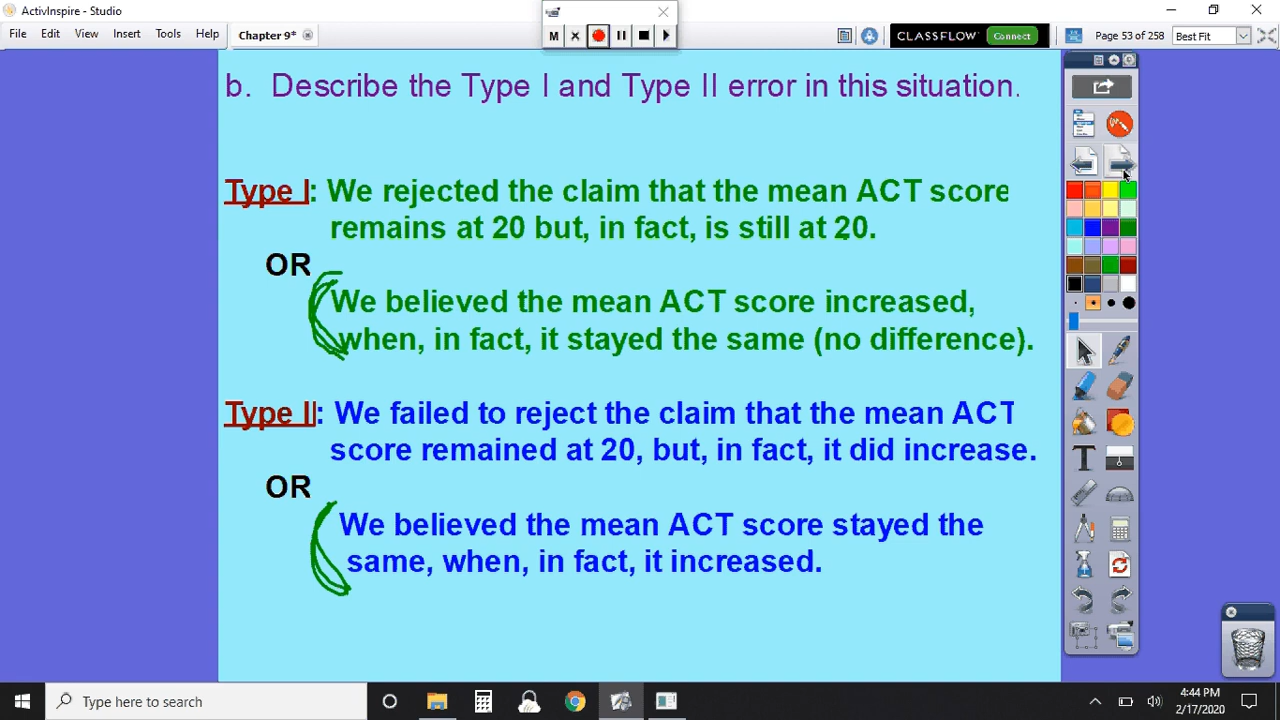 ActivInspire - Studio
File Edit View Insert Tools Help
Chapter 9*
M X
CLASSFLOW Connect
Page 53 of 258
Best Fit
b. Describe the Type I and Type II error in this situation.
Type I: We rejected the claim that the mean ACT score
remains at 20 but, in fact, is still at 20.
OR
We believed the mean ACT score increased,
when, in fact, it stayed the same (no difference).
Type II: We failed to reject the claim that the mean ACT
score remained at 20, but, in fact, it did increase.
OR
We believed the mean ACT score stayed the
same, when, in fact, it increased.
T
Type here to search
4:44 PM
2/17/2020